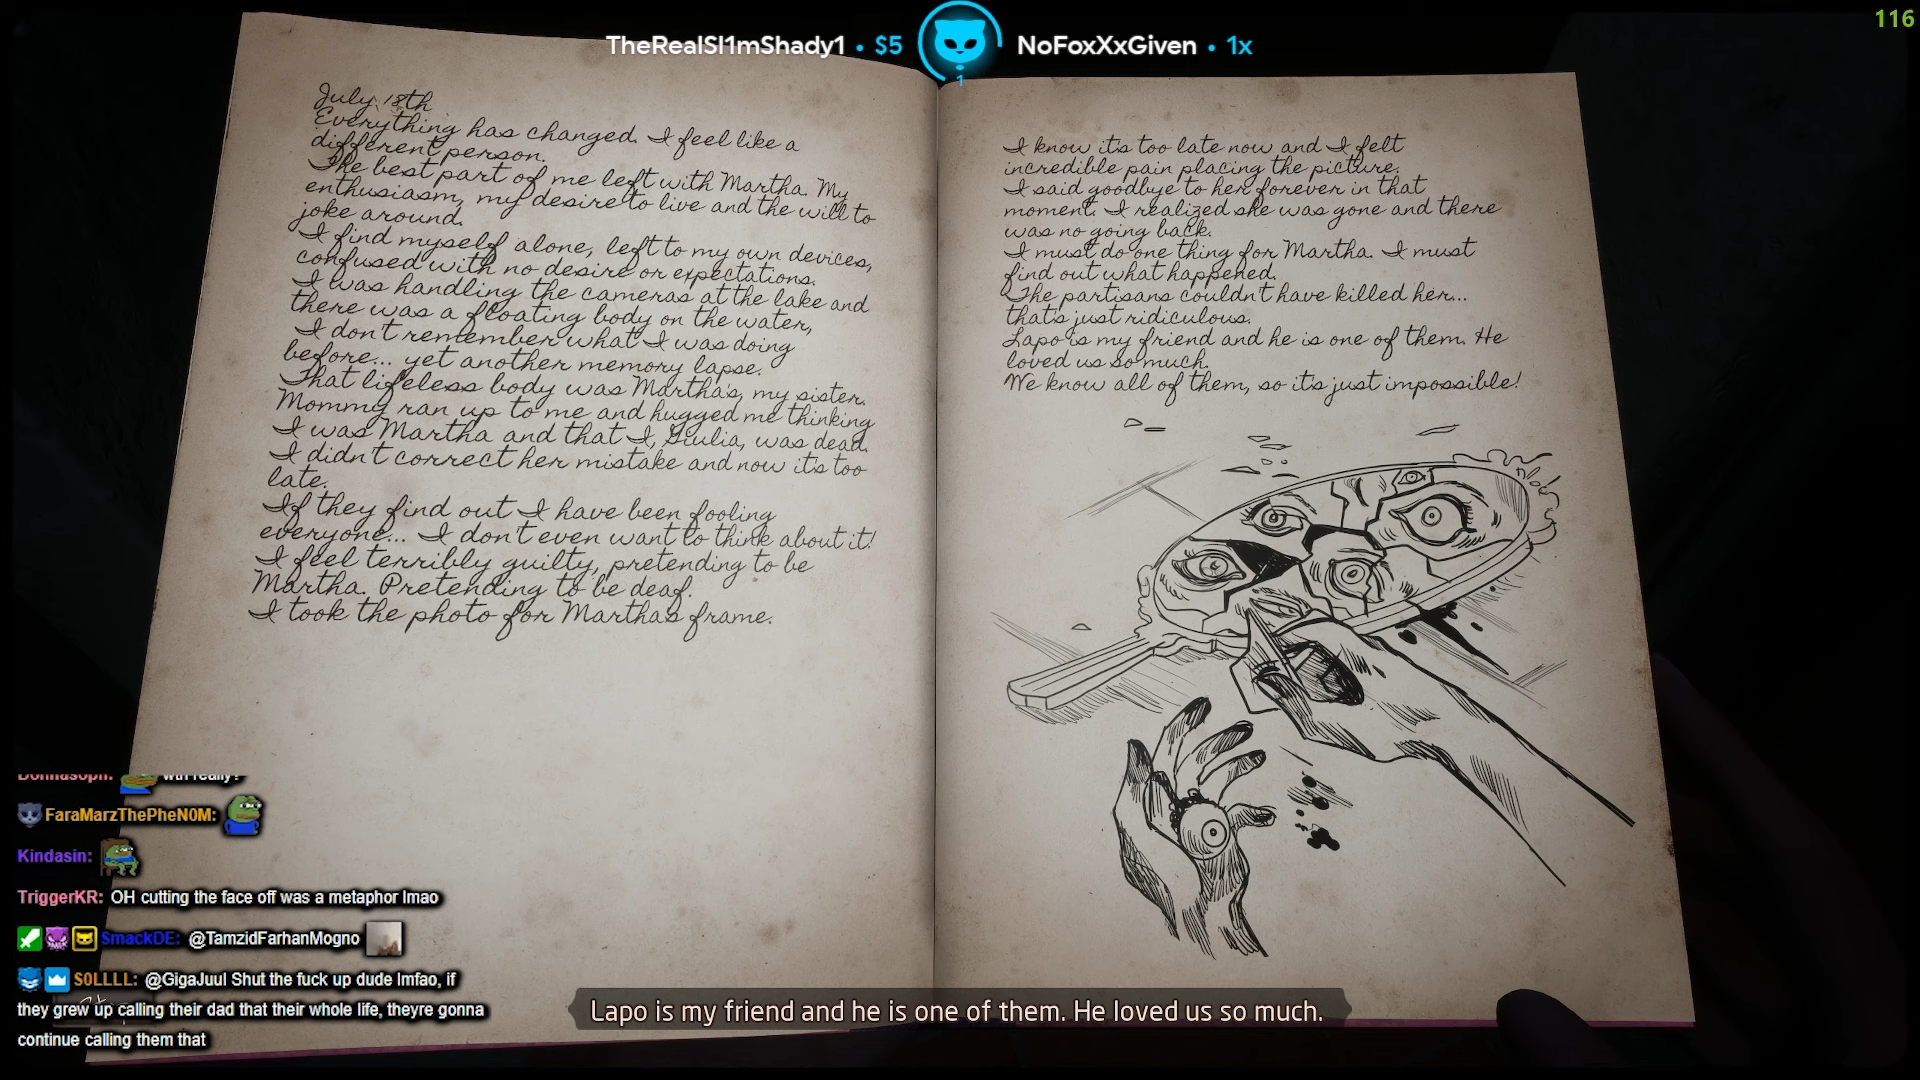 TheRealSl1mShady1 • $5
NoFoxXxGiven • 1x
1
116
July 18th
Everything has changed. I feel like a
different person.
The best part of me left with Martha. My
enthusiasm, my desire to live and the will to
joke around.
I find myself alone, left to my own devices,
confused with no desire or expectations.
I was handling the cameras at the lake and
there was a floating body on the water,
I don't remember what I was doing
before... yet another memory lapse.
That lifeless body was Martha's, my sister.
Mommy ran up to me and hugged me thinking
I was Martha and that I, Giulia, was dead.
I didn't correct her mistake and now it's too
late.
If they find out I have been fooling
everyone... I don't even want to think about it!
I feel terribly guilty, pretending to be
Martha. Pretending to be deaf.
I took the photo for Martha's frame.
I know it's too late now and I felt
incredible pain placing the picture.
I said goodbye to her forever in that
moment. I realized she was gone and there
was no going back.
I must do one thing for Martha. I must
find out what happened.
The partisans couldn't have killed her...
that's just ridiculous.
Lapo is my friend and he is one of them. He
loved us so much.
We know all of them, so it's just impossible!
Donnasoph: wth really?
FaraMarzThePheN0M:
Kindasin:
TriggerKR: OH cutting the face off was a metaphor lmao
SmackDE: @TamzidFarhanMogno
S0LLLL: @GigaJuul Shut the fuck up dude lmfao, if
they grew up calling their dad that their whole life, theyre gonna
continue calling them that
Lapo is my friend and he is one of them. He loved us so much.